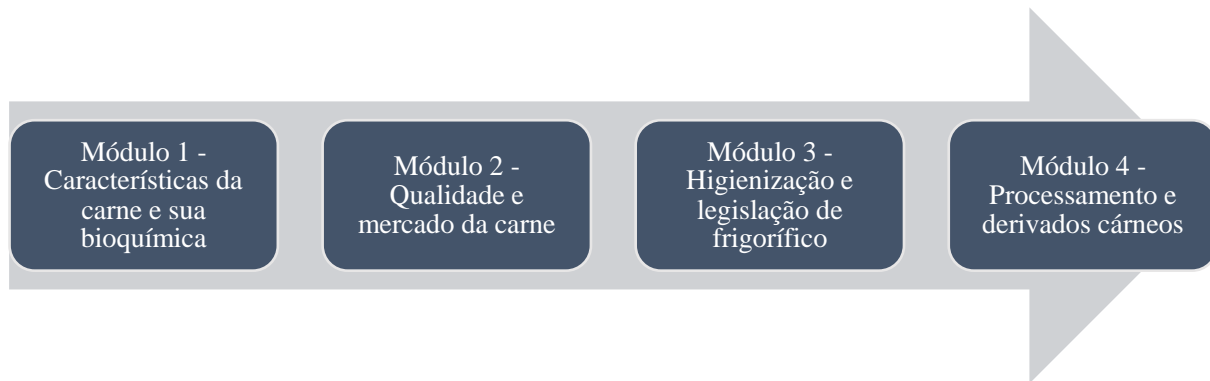 Módulo 1 -
Características da
carne e sua
bioquímica
Módulo 2 -
Qualidade e
mercado da carne
Módulo 3 -
Higienização e
legislação de
frigorífico
Módulo 4 -
Processamento e
derivados cárneos